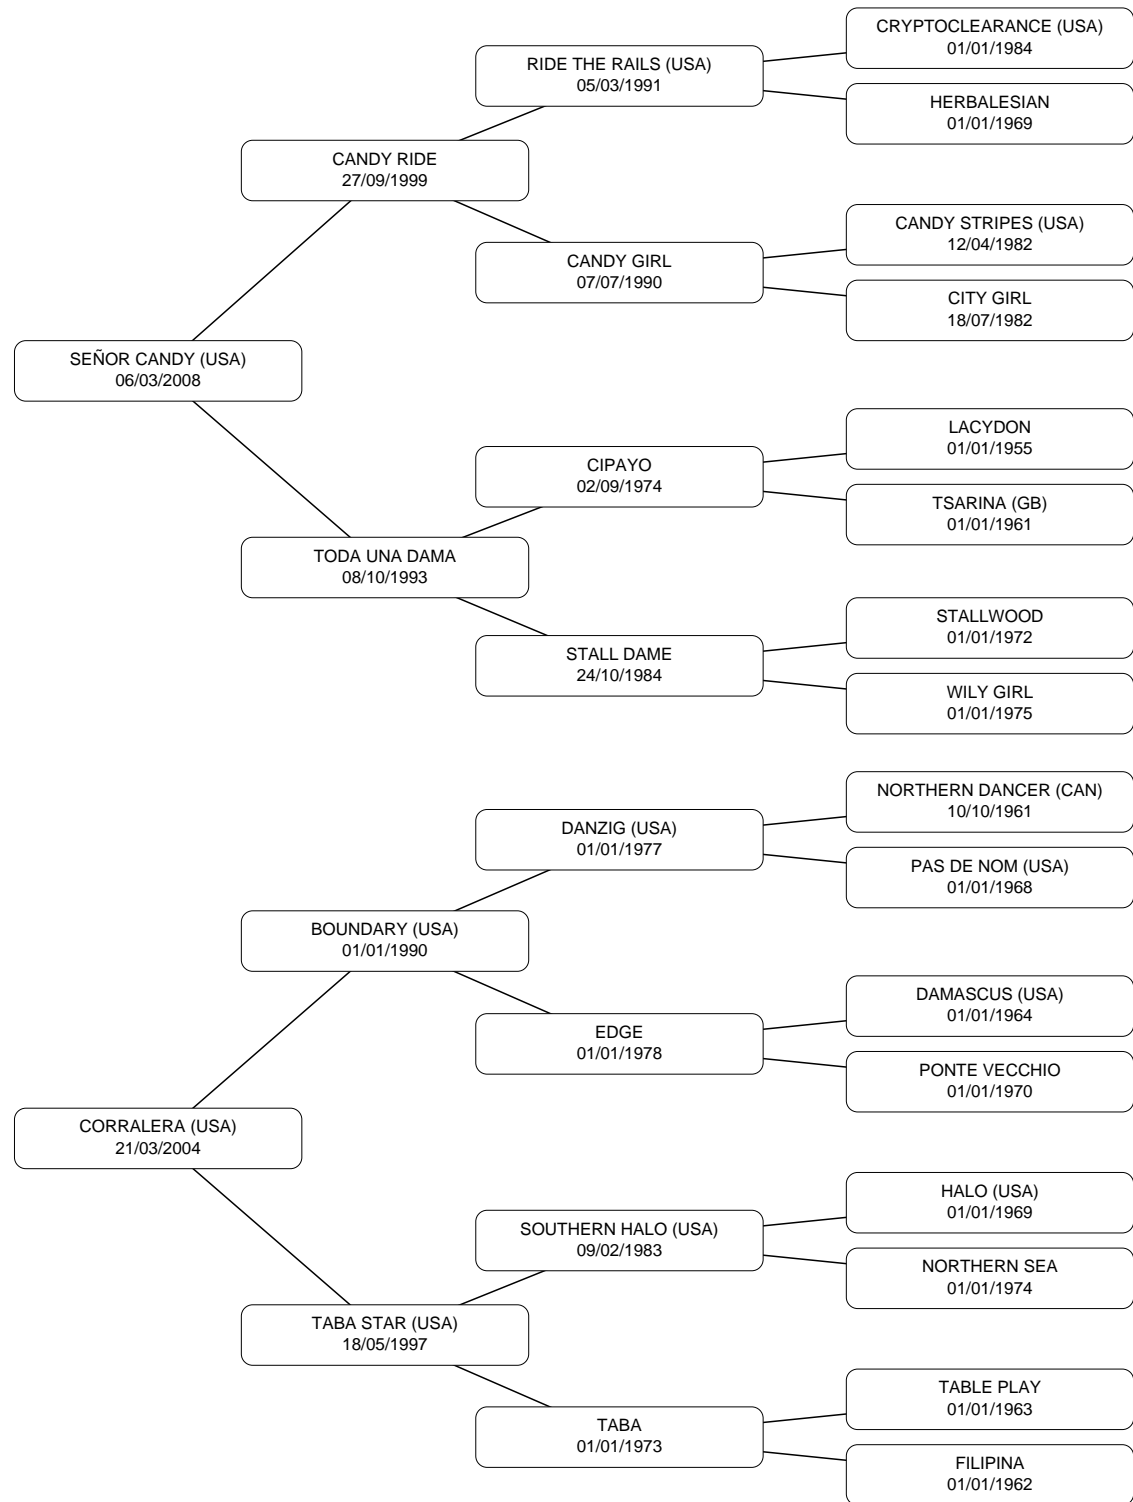 CRYPTOCLEARANCE (USA)
01/01/1984
RIDE THE RAILS (USA)
05/03/1991
HERBALESIAN
01/01/1969
CANDY RIDE
27/09/1999
CANDY STRIPES (USA)
12/04/1982
CANDY GIRL
07/07/1990
CITY GIRL
18/07/1982
SEÑOR CANDY (USA)
06/03/2008
LACYDON
01/01/1955
CIPAYO
02/09/1974
TSARINA (GB)
01/01/1961
TODA UNA DAMA
08/10/1993
STALLWOOD
01/01/1972
STALL DAME
24/10/1984
WILY GIRL
01/01/1975
NORTHERN DANCER (CAN)
10/10/1961
DANZIG (USA)
01/01/1977
PAS DE NOM (USA)
01/01/1968
BOUNDARY (USA)
01/01/1990
DAMASCUS (USA)
01/01/1964
EDGE
01/01/1978
PONTE VECCHIO
01/01/1970
CORRALERA (USA)
21/03/2004
HALO (USA)
01/01/1969
SOUTHERN HALO (USA)
09/02/1983
NORTHERN SEA
01/01/1974
TABA STAR (USA)
18/05/1997
TABLE PLAY
01/01/1963
TABA
01/01/1973
FILIPINA
01/01/1962